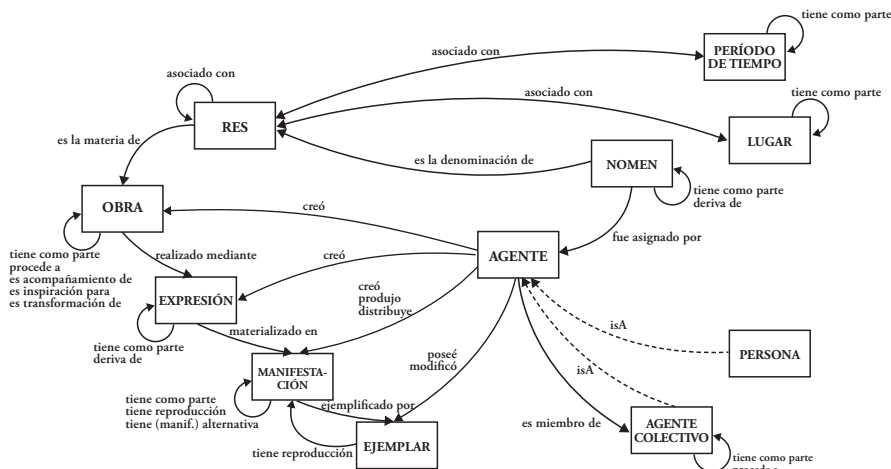 tiene como parte
PERÍODO
DE TIEMPO
asociado con
asociado con
RES
asociado con
tiene como parte
LUGAR
es la materia de
es la denominación de
NOMEN
tiene como parte
deriva de
OBRA
creó
fue asignado por
tiene como parte
procede a
es acompañamiento de
es inspiración para
es transformación de
realizado mediante
creó
AGENTE
EXPRESIÓN
creó
produjo
distribuye
tiene como parte
deriva de
materializado en
isA
PERSONA
MANIFESTA-
CIÓN
poseé
modificó
isA
tiene como parte
tiene reproducción
tiene (manif.) alternativa
ejemplificado por
es miembro de
AGENTE
COLECTIVO
tiene reproducción
EJEMPLAR
tiene como parte